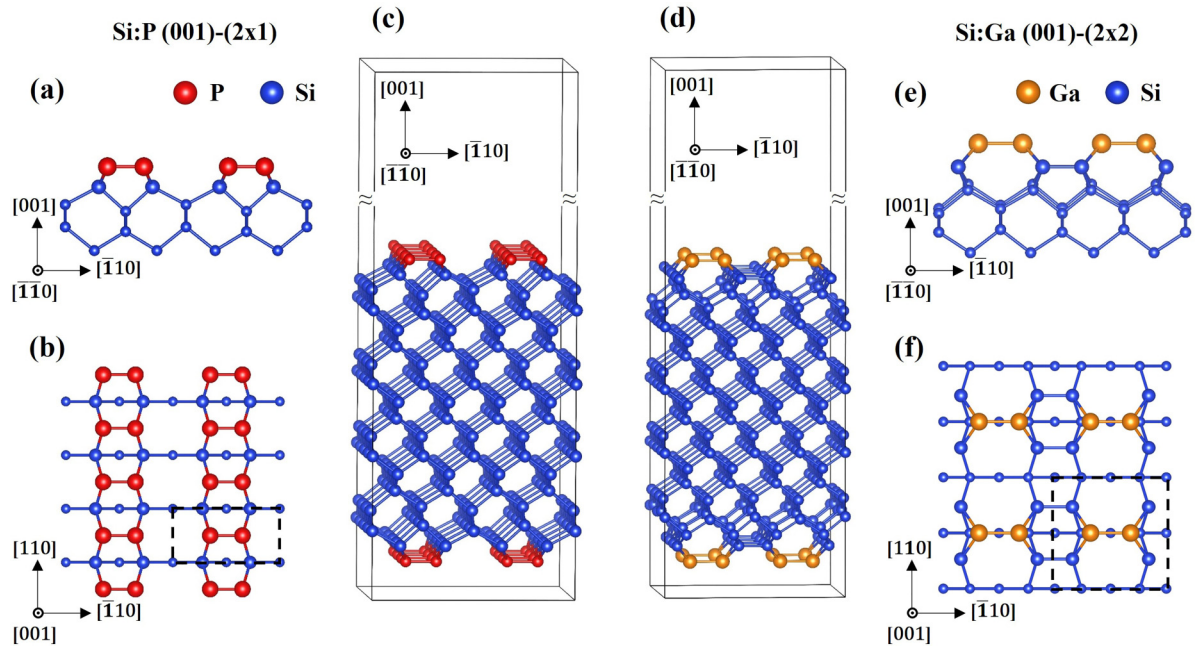 Si:P (001)-(2x1)
(c)
(d)
Si:Ga (001)-(2x2)
(a)
P
Si
[001]
[1̅10]
[1̅1̅0]
[001]
[1̅10]
[1̅1̅0]
(e)
Ga
Si
[001]
[1̅10]
[1̅1̅0]
[001]
[1̅10]
[1̅1̅0]
≈
≈
≈
≈
(b)
[110]
[1̅10]
[001]
(f)
[110]
[1̅10]
[001]